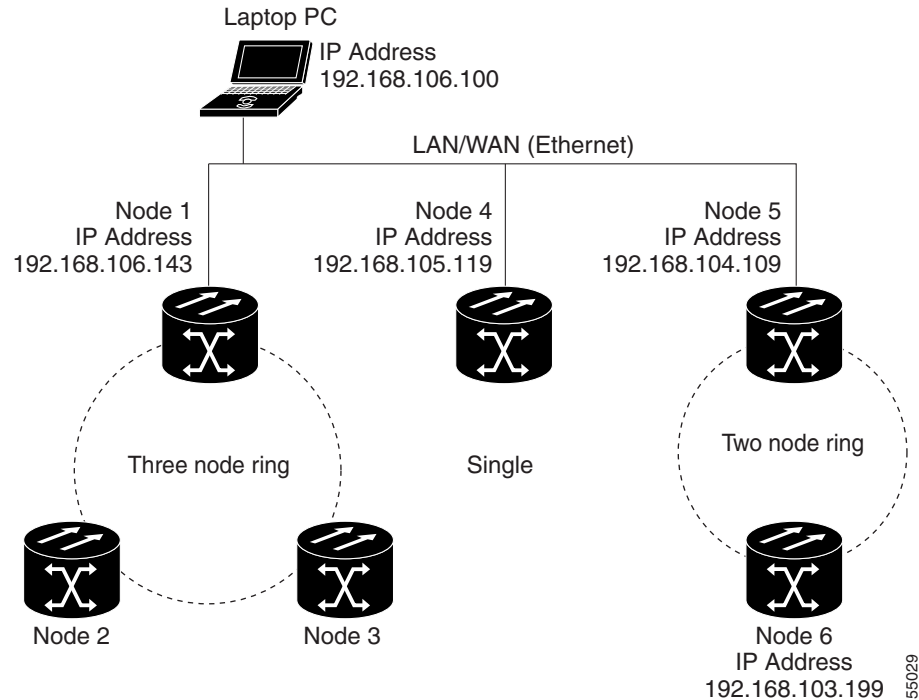 Laptop PC
IP Address
192.168.106.100
LAN/WAN (Ethernet)
Node 1
IP Address
192.168.106.143
Node 4
IP Address
192.168.105.119
Node 5
IP Address
192.168.104.109
Three node ring
Single
Two node ring
Node 2
Node 3
Node 6
IP Address
192.168.103.199
55029